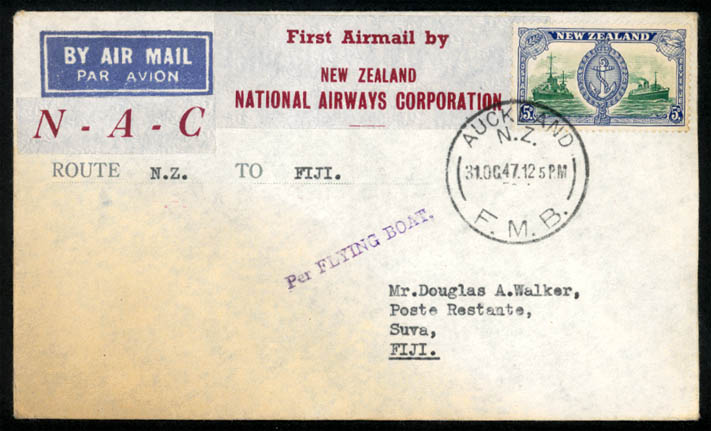 BY AIR MAIL
PAR AVION
N - A - C
First Airmail by
NEW ZEALAND
NATIONAL AIRWAYS CORPORATION
NEW ZEALAND
5D
5D
AUCKLAND
N.Z.
31.OC.47.12 5 PM
F. M. B.
ROUTE N.Z. TO FIJI.
Per FLYING BOAT.
Mr.Douglas A.Walker,
Poste Restante,
Suva,
FIJI.